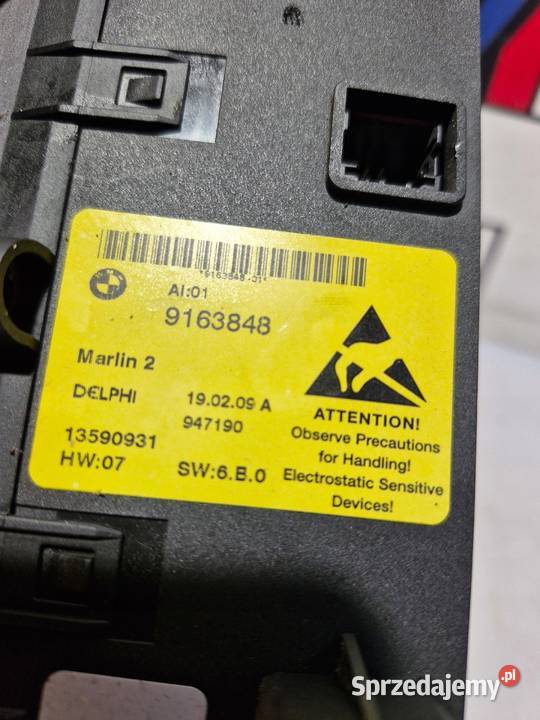 *9163848-01*
AI:01
9163848
Marlin 2
DELPHI
19.02.09 A
947190
13590931
HW:07
SW:6.B.0
ATTENTION!
Observe Precautions
for Handling!
Electrostatic Sensitive
Devices!
Sprzedajemy.pl